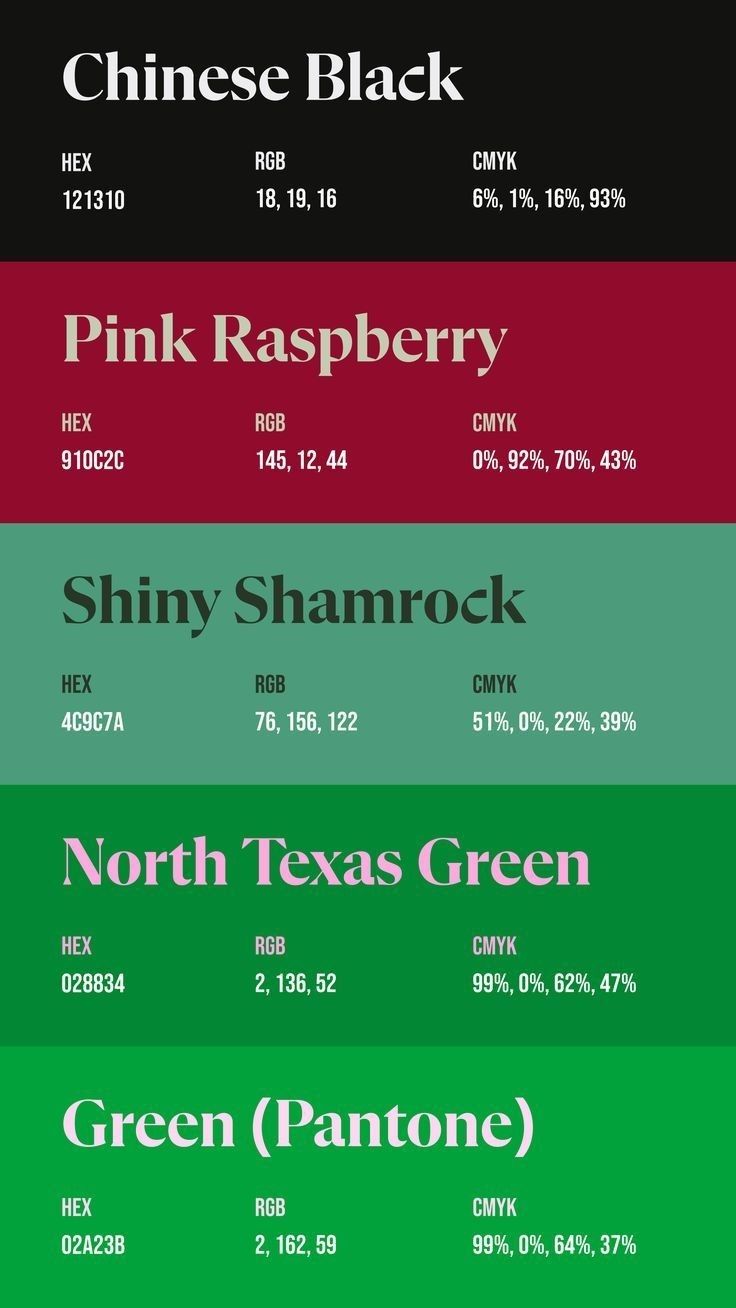 Chinese Black
HEX RGB CMYK
121310 18, 19, 16 6%, 1%, 16%, 93%
Pink Raspberry
HEX RGB CMYK
910C2C 145, 12, 44 0%, 92%, 70%, 43%
Shiny Shamrock
HEX RGB CMYK
4C9C7A 76, 156, 122 51%, 0%, 22%, 39%
North Texas Green
HEX RGB CMYK
028834 2, 136, 52 99%, 0%, 62%, 47%
Green (Pantone)
HEX RGB CMYK
02A23B 2, 162, 59 99%, 0%, 64%, 37%